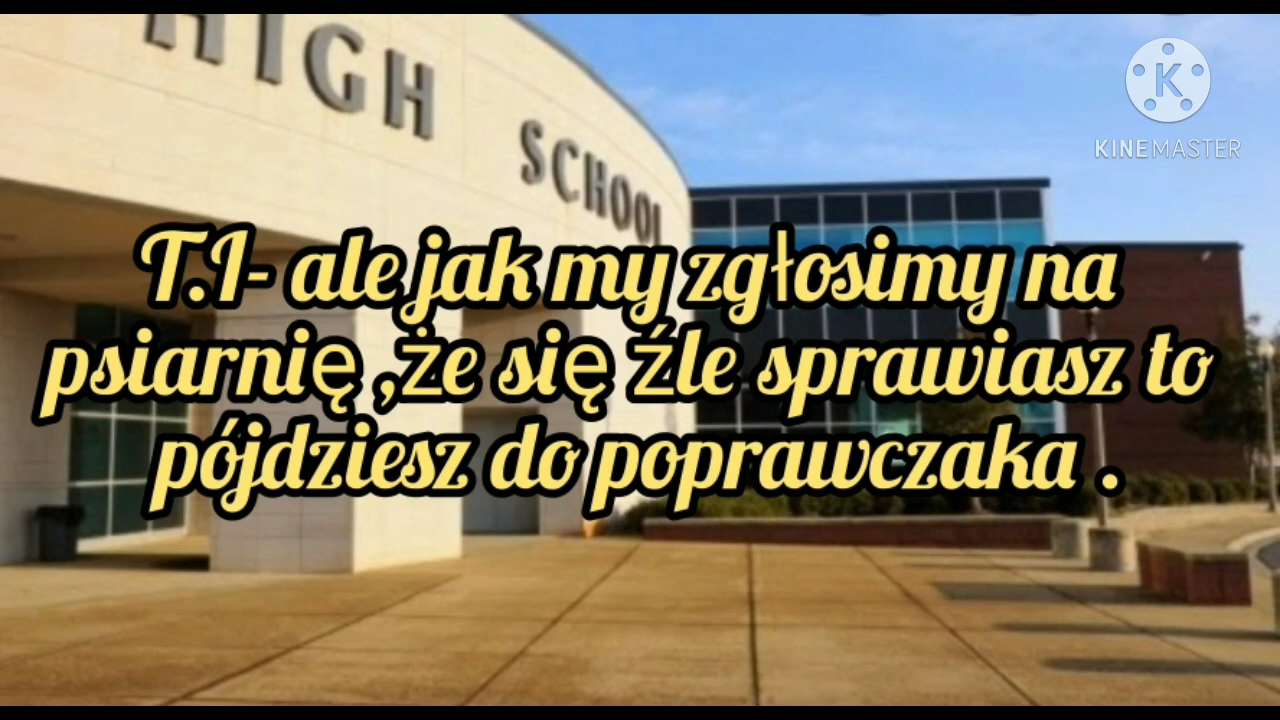 HIGH SCHOOL
KINEMASTER
T.I- ale jak my zgłosimy na
psiarnię ,że się źle sprawiasz to
pójdziesz do poprawczaka .